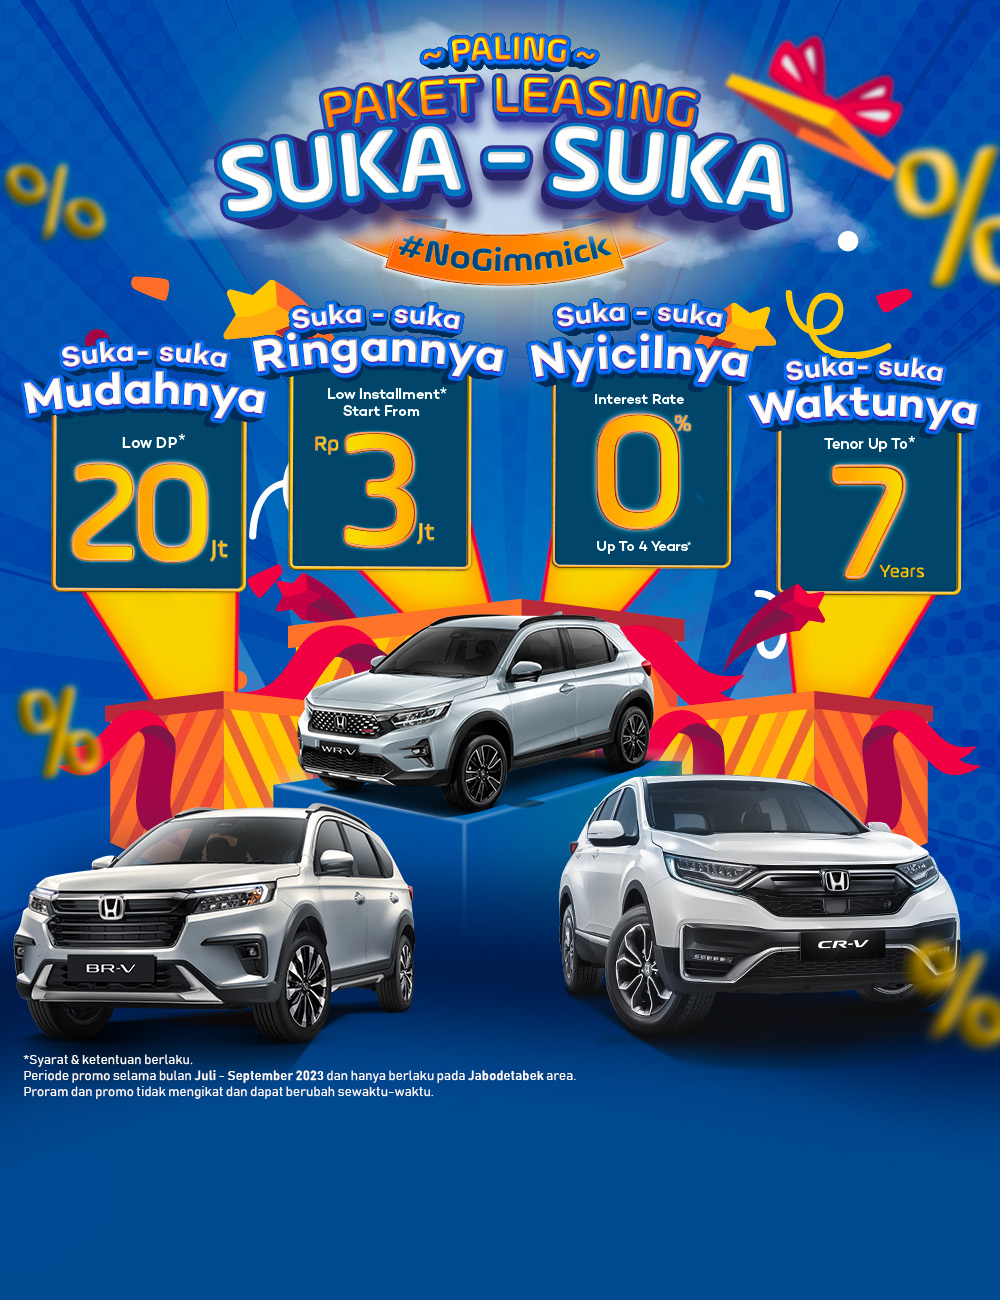 ~ PALING ~
PAKET LEASING
SUKA - SUKA
#NoGimmick
Suka- suka
Mudahnya
Low DP*
20 Jt
Suka - suka
Ringannya
Low Installment*
Start From
Rp 3 Jt
Suka - suka
Nyicilnya
Interest Rate
0%
Up To 4 Years*
Suka- suka
Waktunya
Tenor Up To*
7 Years
WR-V
BR-V
CR-V
*Syarat & ketentuan berlaku.
Periode promo selama bulan Juli - September 2023 dan hanya berlaku pada Jabodetabek area.
Proram dan promo tidak mengikat dan dapat berubah sewaktu-waktu.